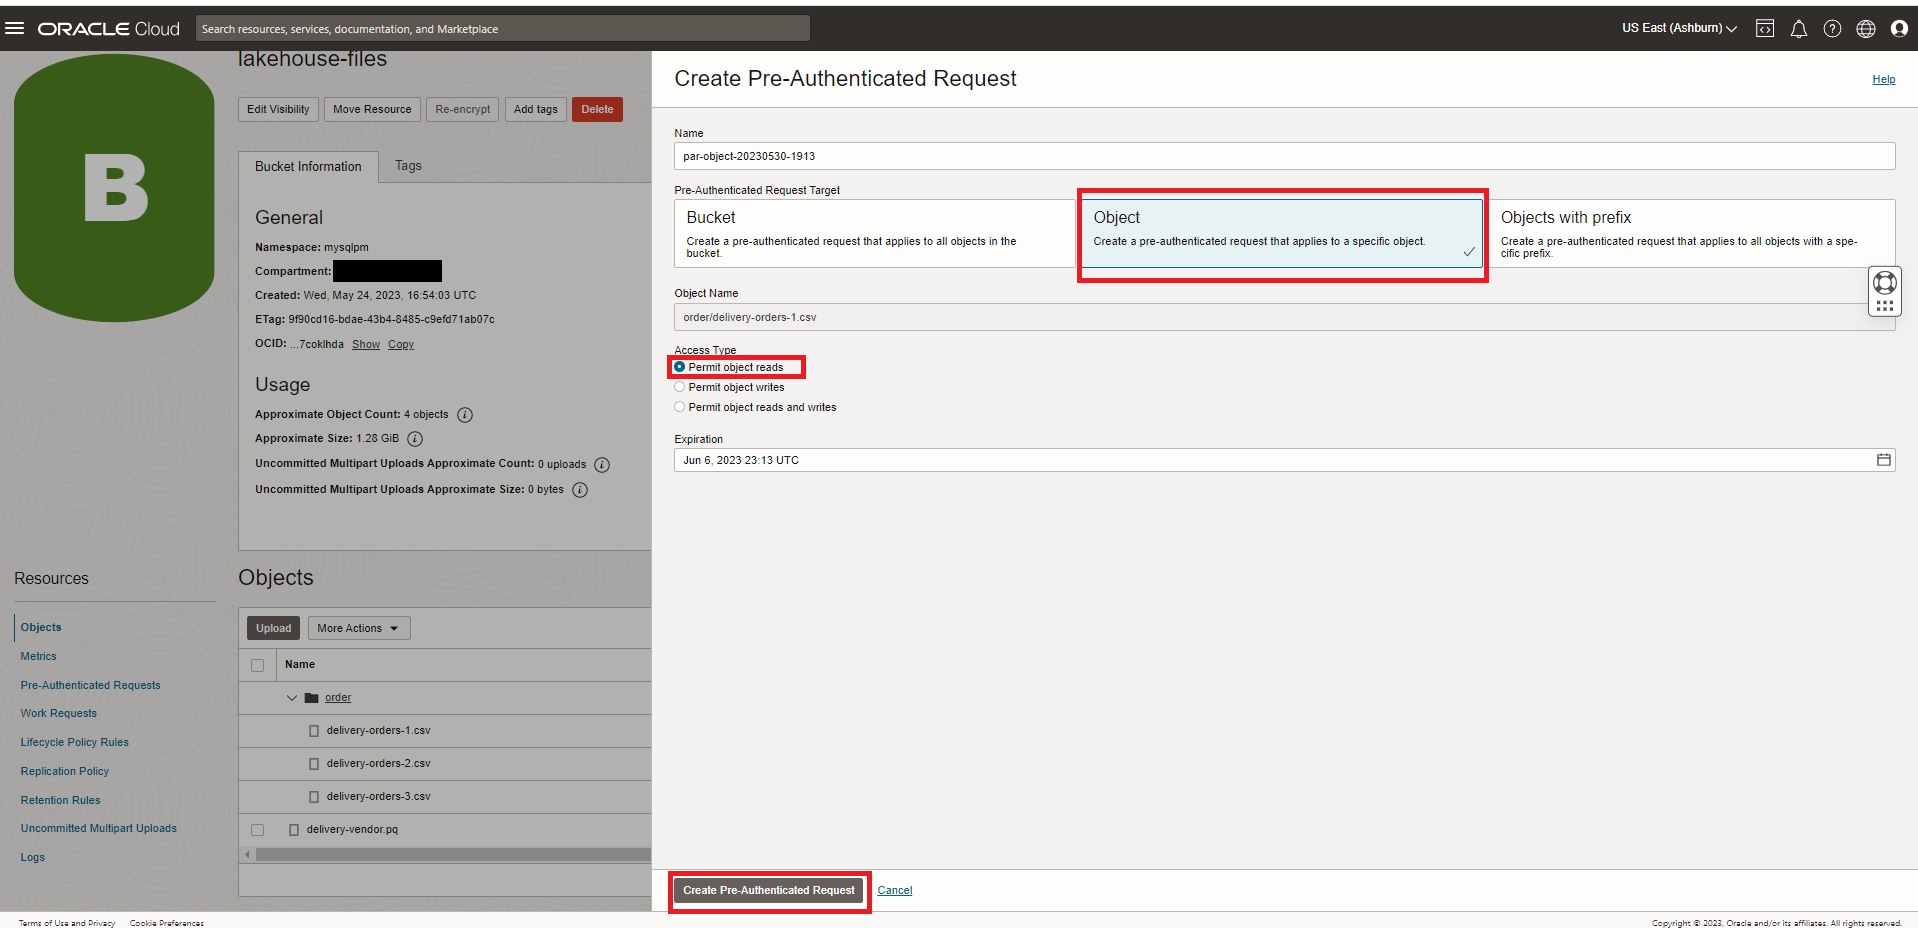 ORACLE Cloud
Search resources, services, documentation, and Marketplace
US East (Ashburn)
lakehouse-files
B
Edit Visibility
Move Resource
Re-encrypt
Add tags
Delete
Bucket Information
Tags
General
Namespace: mysqlpm
Compartment:
Created: Wed, May 24, 2023, 16:54:03 UTC
ETag: 9f90cd16-bdae-43b4-8485-c9efd71ab07c
OCID: ...7coklhda Show Copy
Usage
Approximate Object Count: 4 objects
Approximate Size: 1.28 GiB
Uncommitted Multipart Uploads Approximate Count: 0 uploads
Uncommitted Multipart Uploads Approximate Size: 0 bytes
Resources
Objects
Metrics
Pre-Authenticated Requests
Work Requests
Lifecycle Policy Rules
Replication Policy
Retention Rules
Uncommitted Multipart Uploads
Logs
Objects
Upload
More Actions
Name
order
delivery-orders-1.csv
delivery-orders-2.csv
delivery-orders-3.csv
delivery-vendor.pq
Create Pre-Authenticated Request
Help
Name
par-object-20230530-1913
Pre-Authenticated Request Target
Bucket
Create a pre-authenticated request that applies to all objects in the
bucket.
Object
Create a pre-authenticated request that applies to a specific object.
Objects with prefix
Create a pre-authenticated request that applies to all objects with a spe-
cific prefix.
Object Name
order/delivery-orders-1.csv
Access Type
Permit object reads
Permit object writes
Permit object reads and writes
Expiration
Jun 6, 2023 23:13 UTC
Create Pre-Authenticated Request
Cancel
Terms of Use and Privacy
Cookie Preferences
Copyright © 2023, Oracle and/or its affiliates. All rights reserved.